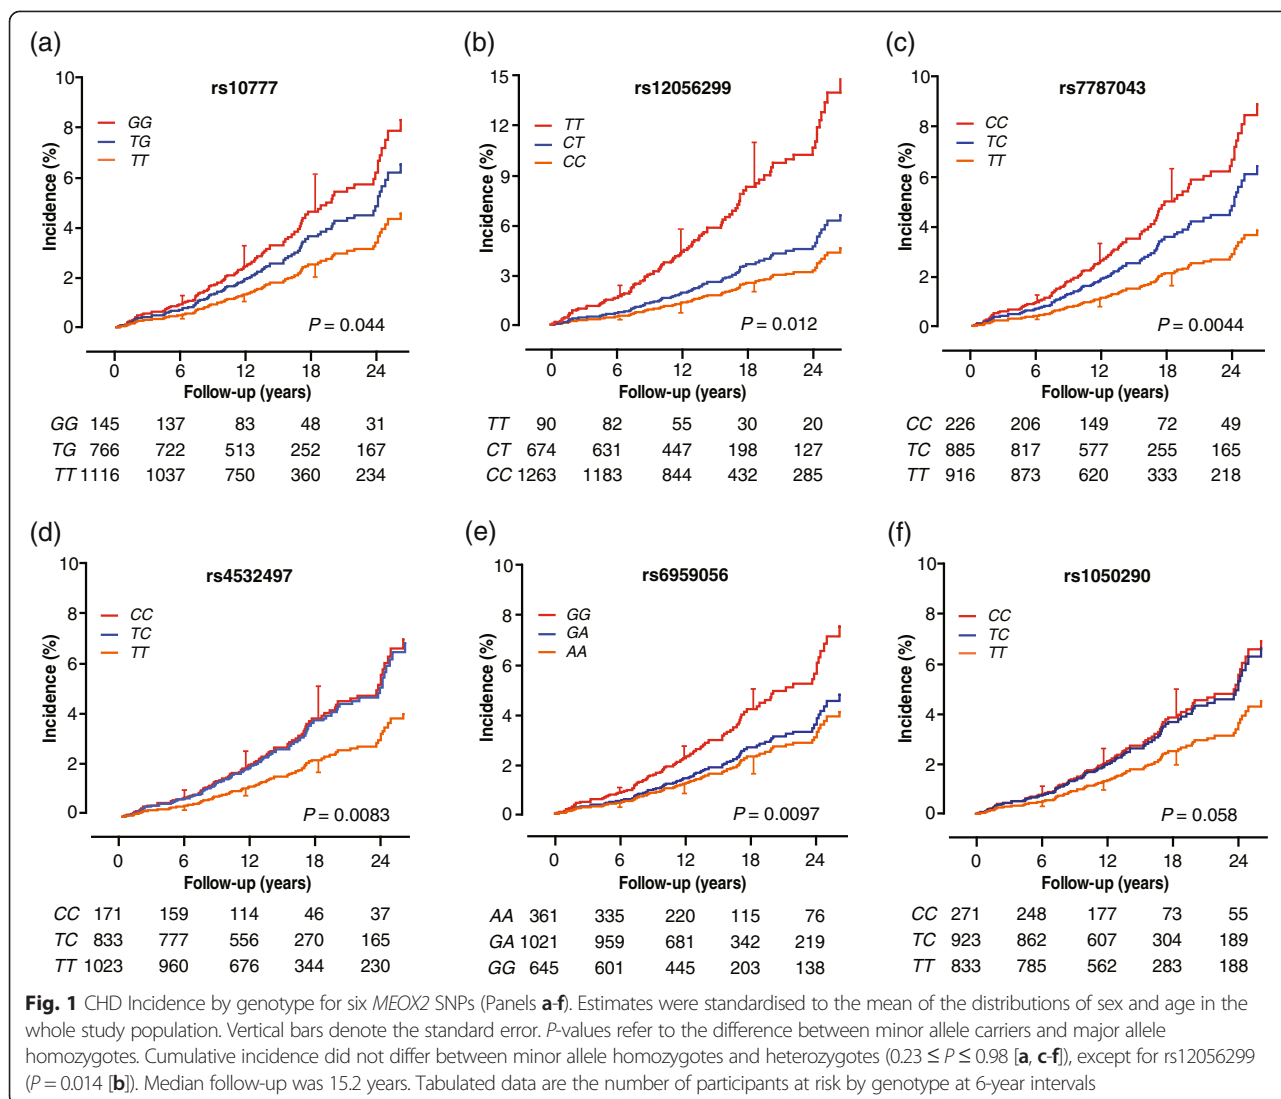 (a)
rs10777
10
8
6
4
2
0
Incidence (%)
GG
TG
TT
P = 0.044
0 6 12 18 24
Follow-up (years)
GG 145 137 83 48 31
TG 766 722 513 252 167
TT 1116 1037 750 360 234
(b)
rs12056299
15
12
9
6
3
0
Incidence (%)
TT
CT
CC
P = 0.012
0 6 12 18 24
Follow-up (years)
TT 90 82 55 30 20
CT 674 631 447 198 127
CC 1263 1183 844 432 285
(c)
rs7787043
10
8
6
4
2
0
Incidence (%)
CC
TC
TT
P = 0.0044
0 6 12 18 24
Follow-up (years)
CC 226 206 149 72 49
TC 885 817 577 255 165
TT 916 873 620 333 218
(d)
rs4532497
10
8
6
4
2
0
Incidence (%)
CC
TC
TT
P = 0.0083
0 6 12 18 24
Follow-up (years)
CC 171 159 114 46 37
TC 833 777 556 270 165
TT 1023 960 676 344 230
(e)
rs6959056
10
8
6
4
2
0
Incidence (%)
GG
GA
AA
P = 0.0097
0 6 12 18 24
Follow-up (years)
AA 361 335 220 115 76
GA 1021 959 681 342 219
GG 645 601 445 203 138
(f)
rs1050290
10
8
6
4
2
0
Incidence (%)
CC
TC
TT
P = 0.058
0 6 12 18 24
Follow-up (years)
CC 271 248 177 73 55
TC 923 862 607 304 189
TT 833 785 562 283 188
Fig. 1 CHD Incidence by genotype for six MEOX2 SNPs (Panels a-f). Estimates were standardised to the mean of the distributions of sex and age in the
whole study population. Vertical bars denote the standard error. P-values refer to the difference between minor allele carriers and major allele
homozygotes. Cumulative incidence did not differ between minor allele homozygotes and heterozygotes (0.23 ≤ P ≤ 0.98 [a, c-f]), except for rs12056299
(P = 0.014 [b]). Median follow-up was 15.2 years. Tabulated data are the number of participants at risk by genotype at 6-year intervals